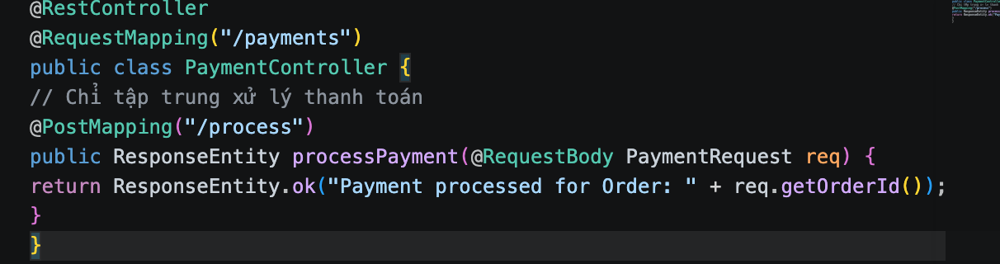 @RestController
@RequestMapping("/payments")
public class PaymentController {
// Chỉ tập trung xử lý thanh toán
@PostMapping("/process")
public ResponseEntity processPayment(@RequestBody PaymentRequest req) {
return ResponseEntity.ok("Payment processed for Order: " + req.getOrderId());
}
}